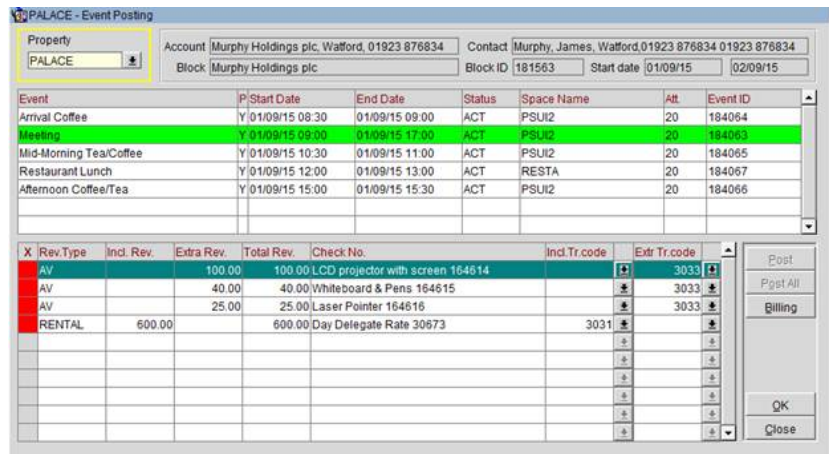 PALACE - Event Posting
Property
PALACE
Account Murphy Holdings plc, Watford, 01923 876834 Contact Murphy, James, Watford,01923 876834 01923 876834
Block Murphy Holdings plc Block ID 181563 Start date 01/09/15 02/09/15
Event P Start Date End Date Status Space Name Att. Event ID
Arrival Coffee Y 01/09/15 08:30 01/09/15 09:00 ACT PSUI2 20 184064
Meeting Y 01/09/15 09:00 01/09/15 17:00 ACT PSUI2 20 184063
Mid-Morning Tea/Coffee Y 01/09/15 10:30 01/09/15 11:00 ACT PSUI2 20 184065
Restaurant Lunch Y 01/09/15 12:00 01/09/15 13:00 ACT RESTA 20 184067
Afternoon Coffee/Tea Y 01/09/15 15:00 01/09/15 15:30 ACT PSUI2 20 184066
X Rev.Type Incl. Rev. Extra Rev. Total Rev. Check No. Incl.Tr.code Extr Tr.code
AV 100.00 100.00 LCD projector with screen 164614 3033
AV 40.00 40.00 Whiteboard & Pens 164615 3033
AV 25.00 25.00 Laser Pointer 164616 3033
RENTAL 600.00 600.00 Day Delegate Rate 30673 3031
Post
Post All
Billing
OK
Close